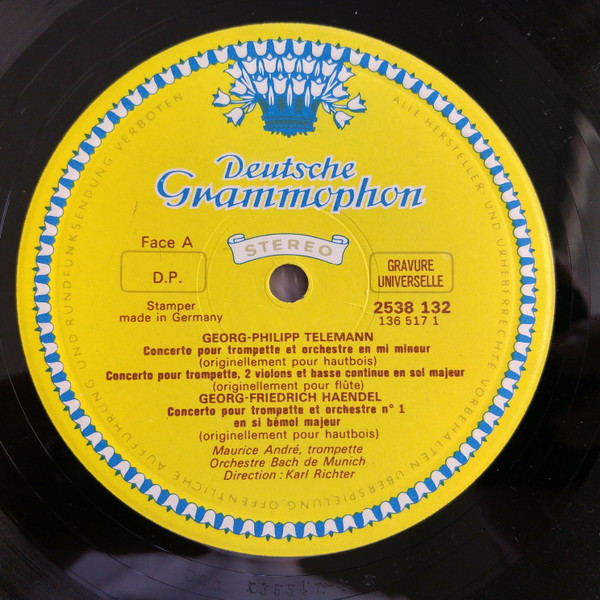 Deutsche
Grammophon
Face A
STEREO
D.P.
GRAVURE
UNIVERSELLE
Stamper
made in Germany
2538 132
136 517 1
GEORG-PHILIPP TELEMANN
Concerto pour trompette et orchestre en mi mineur
(originellement pour hautbois)
Concerto pour trompette, 2 violons et basse continue en sol majeur
(originellement pour flûte)
GEORG-FRIEDRICH HAENDEL
Concerto pour trompette et orchestre n° 1
en si bémol majeur
(originellement pour hautbois)
Maurice André, trompette
Orchestre Bach de Munich
Direction : Karl Richter
ALLE HERSTELLER- UND URHEBERRECHTE VORBEHALTEN · ÜBERSPIELUNG, ÖFFENTLICHE AUFFÜHRUNG UND RUNDFUNKSENDUNG VERBOTEN